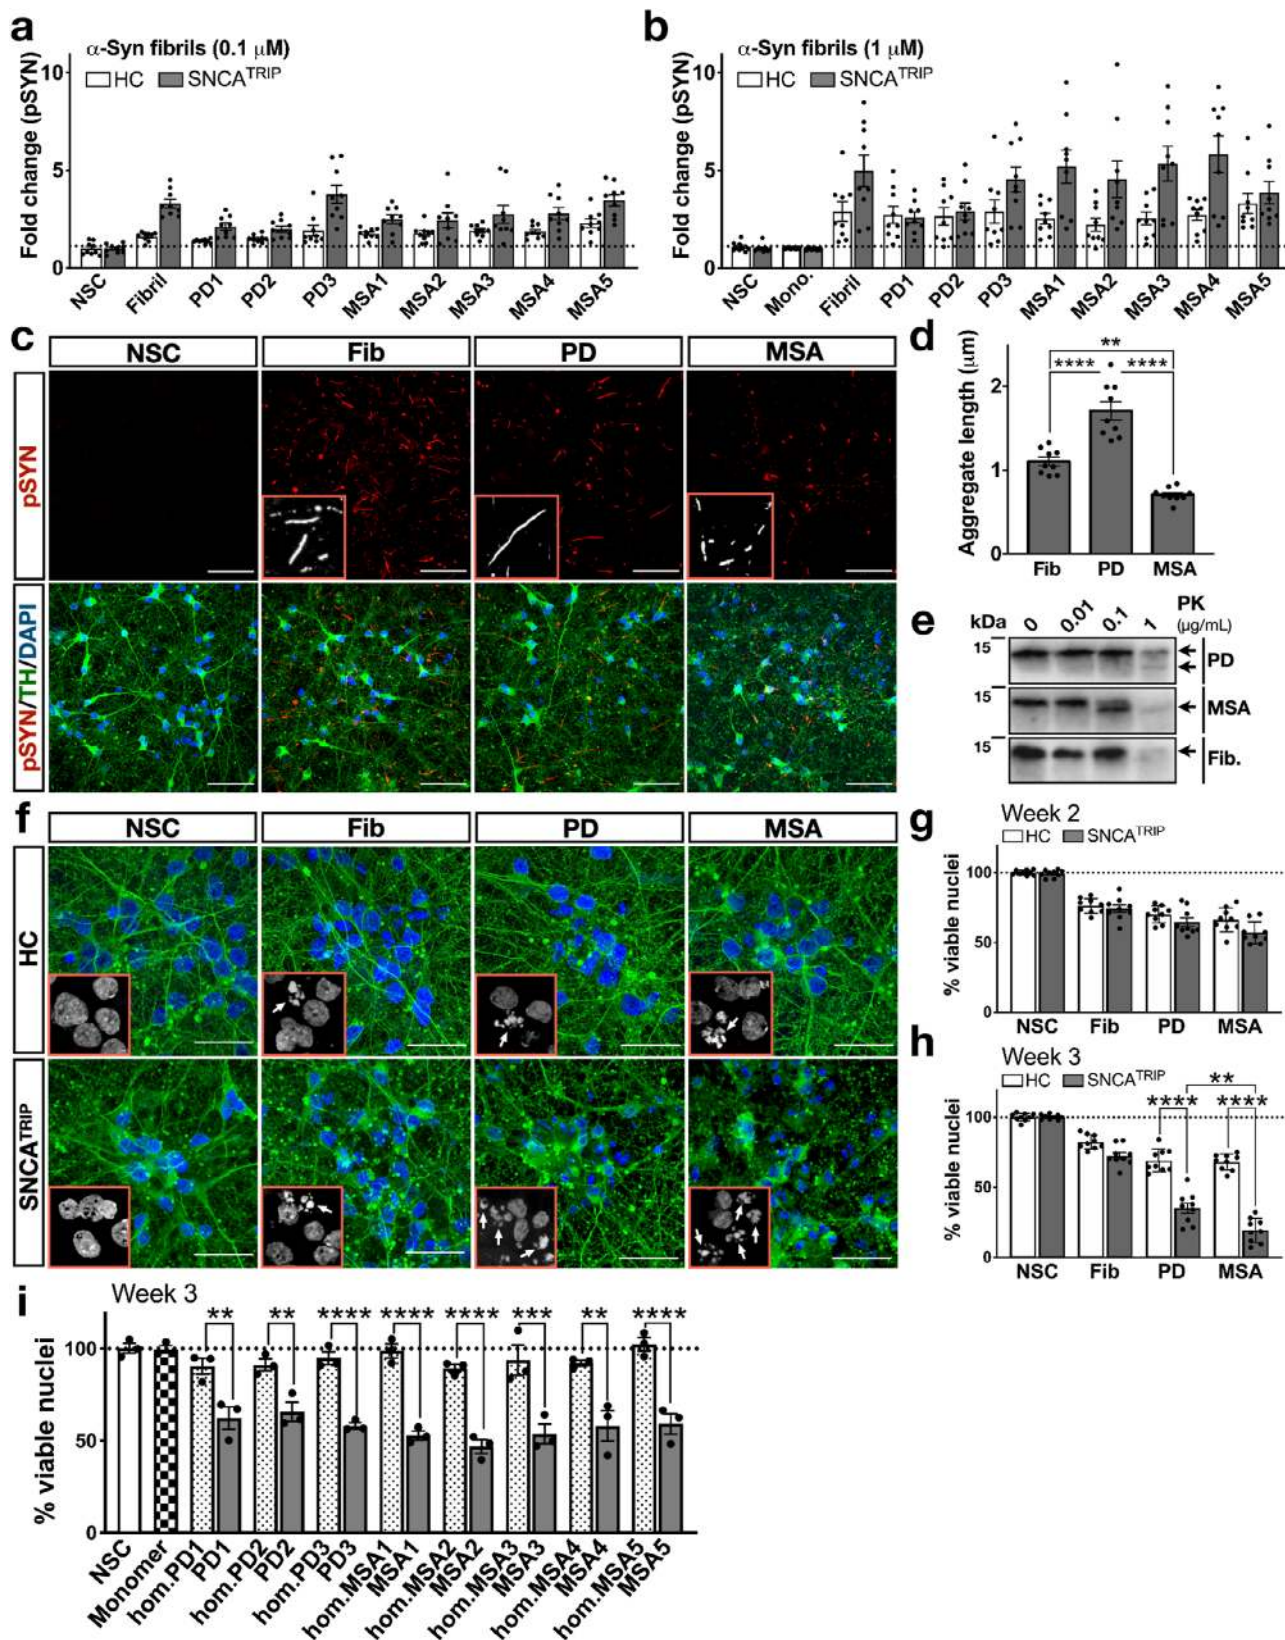 a
α-Syn fibrils (0.1 μM)
HC SNCATRIP
Fold change (pSYN)
10
5
0
NSC Fibril PD1 PD2 PD3 MSA1 MSA2 MSA3 MSA4 MSA5
b
α-Syn fibrils (1 μM)
HC SNCATRIP
Fold change (pSYN)
10
5
0
NSC Mono. Fibril PD1 PD2 PD3 MSA1 MSA2 MSA3 MSA4 MSA5
c
NSC Fib PD MSA
pSYN
pSYN/TH/DAPI
d
Aggregate length (μm)
**
**** ****
2
1
0
Fib PD MSA
e
kDa 0 0.01 0.1 1 PK
(μg/mL)
15 PD
15 MSA
15 Fib.
f
NSC Fib PD MSA
HC
SNCATRIP
g
Week 2
HC SNCATRIP
% viable nuclei
100
50
0
NSC Fib PD MSA
h
Week 3
HC SNCATRIP
% viable nuclei
**
**** ****
100
50
0
NSC Fib PD MSA
i
Week 3
** ** **** **** **** *** ** ****
% viable nuclei
100
50
0
NSC Monomer hom.PD1 PD1 hom.PD2 PD2 hom.PD3 PD3 hom.MSA1 MSA1 hom.MSA2 MSA2 hom.MSA3 MSA3 hom.MSA4 MSA4 hom.MSA5 MSA5